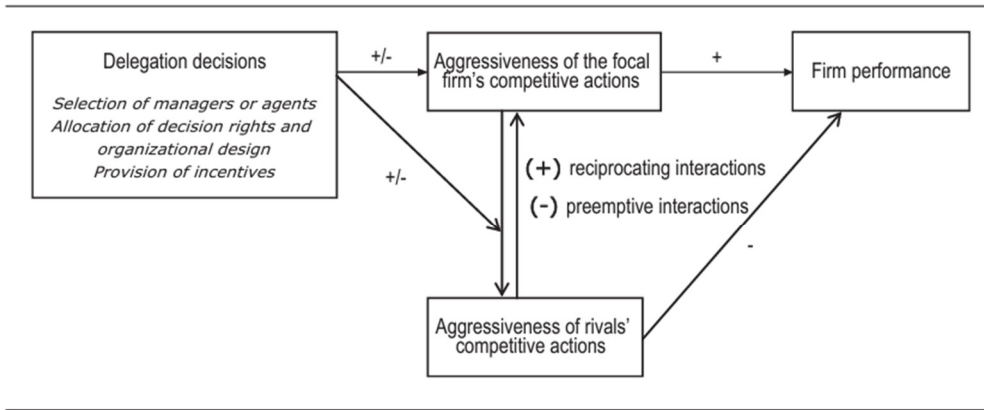 Delegation decisions
Selection of managers or agents
Allocation of decision rights and
organizational design
Provision of incentives
+/-
Aggressiveness of the focal
firm's competitive actions
+
Firm performance
+/-
(+) reciprocating interactions
(-) preemptive interactions
-
Aggressiveness of rivals'
competitive actions